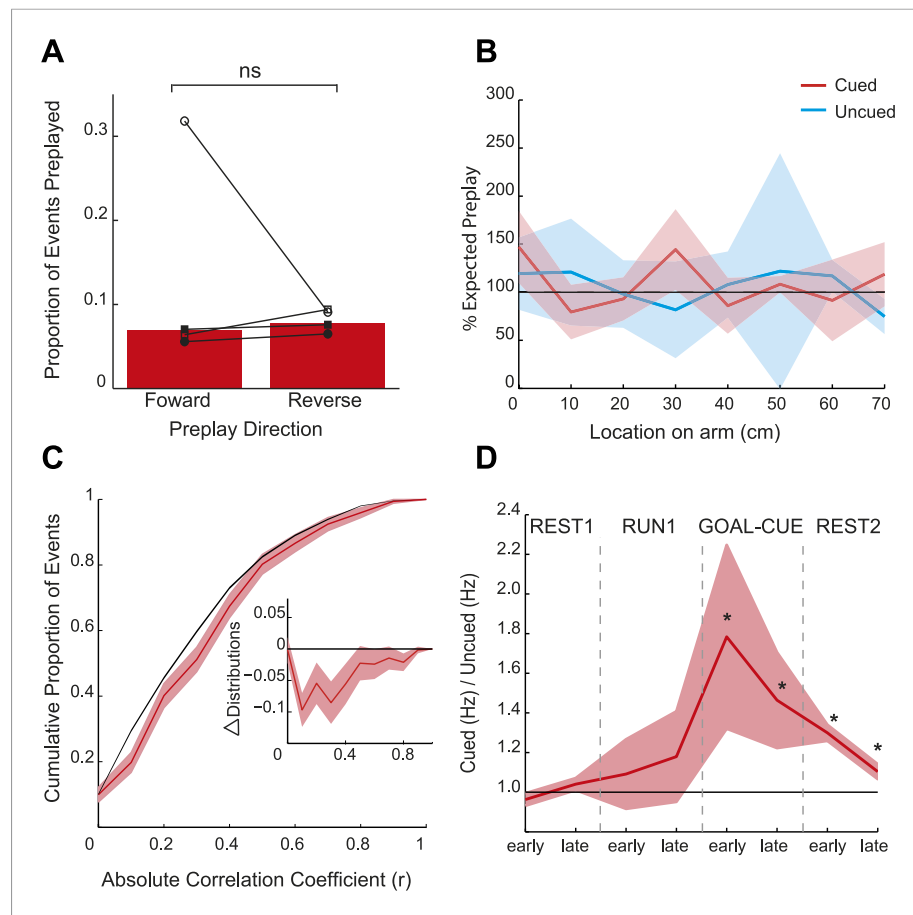 A
ns
Proportion of Events Preplayed
0.3
0.2
0.1
0
Foward
Reverse
Preplay Direction
B
Cued
Uncued
% Expected Preplay
300
250
200
150
100
50
0
0 10 20 30 40 50 60 70
Location on arm (cm)
C
Cumulative Proportion of Events
1
0.8
0.6
0.4
0.2
0 0.2 0.4 0.6 0.8 1
Absolute Correlation Coefficient (r)
△Distributions
0.05
0
−0.05
−0.1
0 0.4 0.8
D
Cued (Hz) / Uncued (Hz)
2.4
2.2
1.8
1.6
1.4
1.2
1.0
REST1 RUN1 GOAL-CUE REST2
* * * *
early late early late early late early late